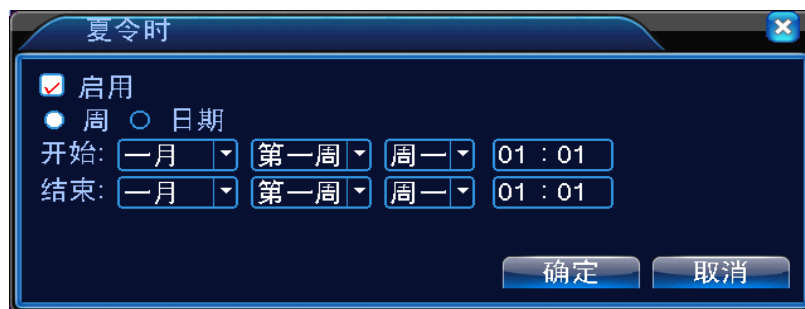 夏令时
启用
周 日期
开始: 一月 第一周 周一 01 : 01
结束: 一月 第一周 周一 01 : 01
确定 取消